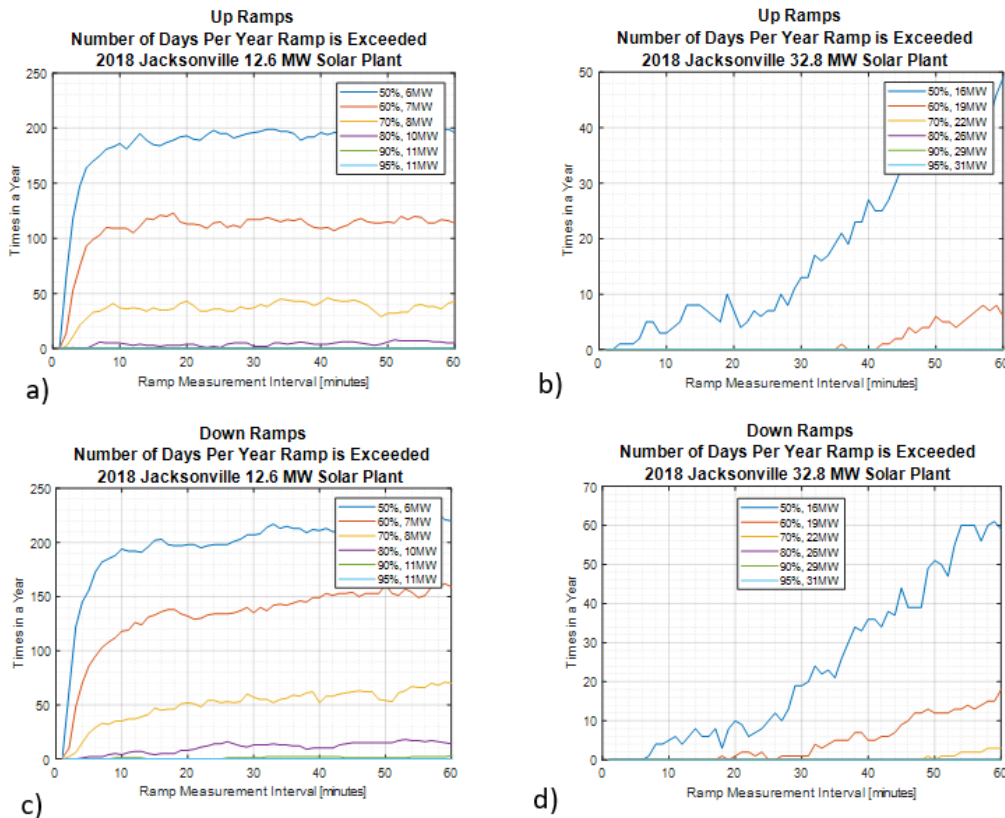 Up Ramps
Number of Days Per Year Ramp is Exceeded
2018 Jacksonville 12.6 MW Solar Plant
250
200
150
100
50
0
Times in a Year
50%, 6MW
60%, 7MW
70%, 8MW
80%, 10MW
90%, 11MW
95%, 11MW
0 10 20 30 40 50 60
Ramp Measurement Interval [minutes]
a)
Up Ramps
Number of Days Per Year Ramp is Exceeded
2018 Jacksonville 32.8 MW Solar Plant
50
40
30
20
10
0
Times in a Year
50%, 16MW
60%, 19MW
70%, 22MW
80%, 26MW
90%, 29MW
95%, 31MW
0 10 20 30 40 50 60
Ramp Measurement Interval [minutes]
b)
Down Ramps
Number of Days Per Year Ramp is Exceeded
2018 Jacksonville 12.6 MW Solar Plant
250
200
150
100
50
0
Times in a Year
50%, 6MW
60%, 7MW
70%, 8MW
80%, 10MW
90%, 11MW
95%, 11MW
0 10 20 30 40 50 60
Ramp Measurement Interval [minutes]
c)
Down Ramps
Number of Days Per Year Ramp is Exceeded
2018 Jacksonville 32.8 MW Solar Plant
70
60
50
40
30
20
10
0
Times in a Year
50%, 16MW
60%, 19MW
70%, 22MW
80%, 26MW
90%, 29MW
95%, 31MW
0 10 20 30 40 50 60
Ramp Measurement Interval [minutes]
d)